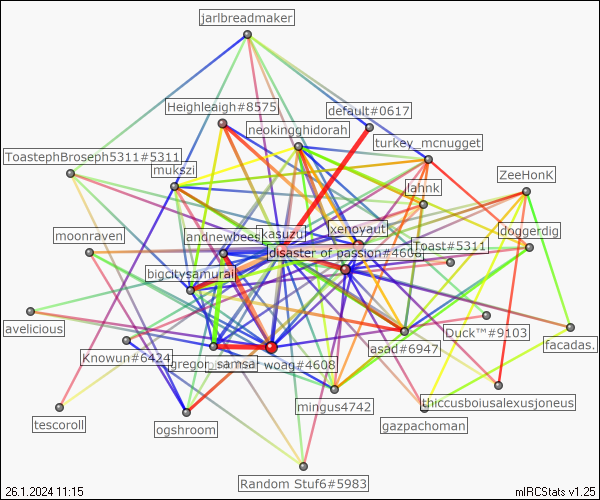 jarlbreadmaker
Heighleaigh#8575
default#0617
neokingghidorah
turkey_mcnugget
ToastephBroseph5311#5311
mukszi
ZeeHonK
lahnk
moonraven
andnewbees
kasuzu
xenoyaut
doggerdig
disaster of passion#4608
Toast#5311
bigcitysamurai
avelicious
Knowun#6424
gregor_samsa
woag#4608
asad#6947
Duck™#9103
facadas.
mingus4742
thiccusboiusalexusjoneus
tescoroll
ogshroom
gazpachoman
Random Stuf6#5983
26.1.2024 11:15
mIRCStats v1.25